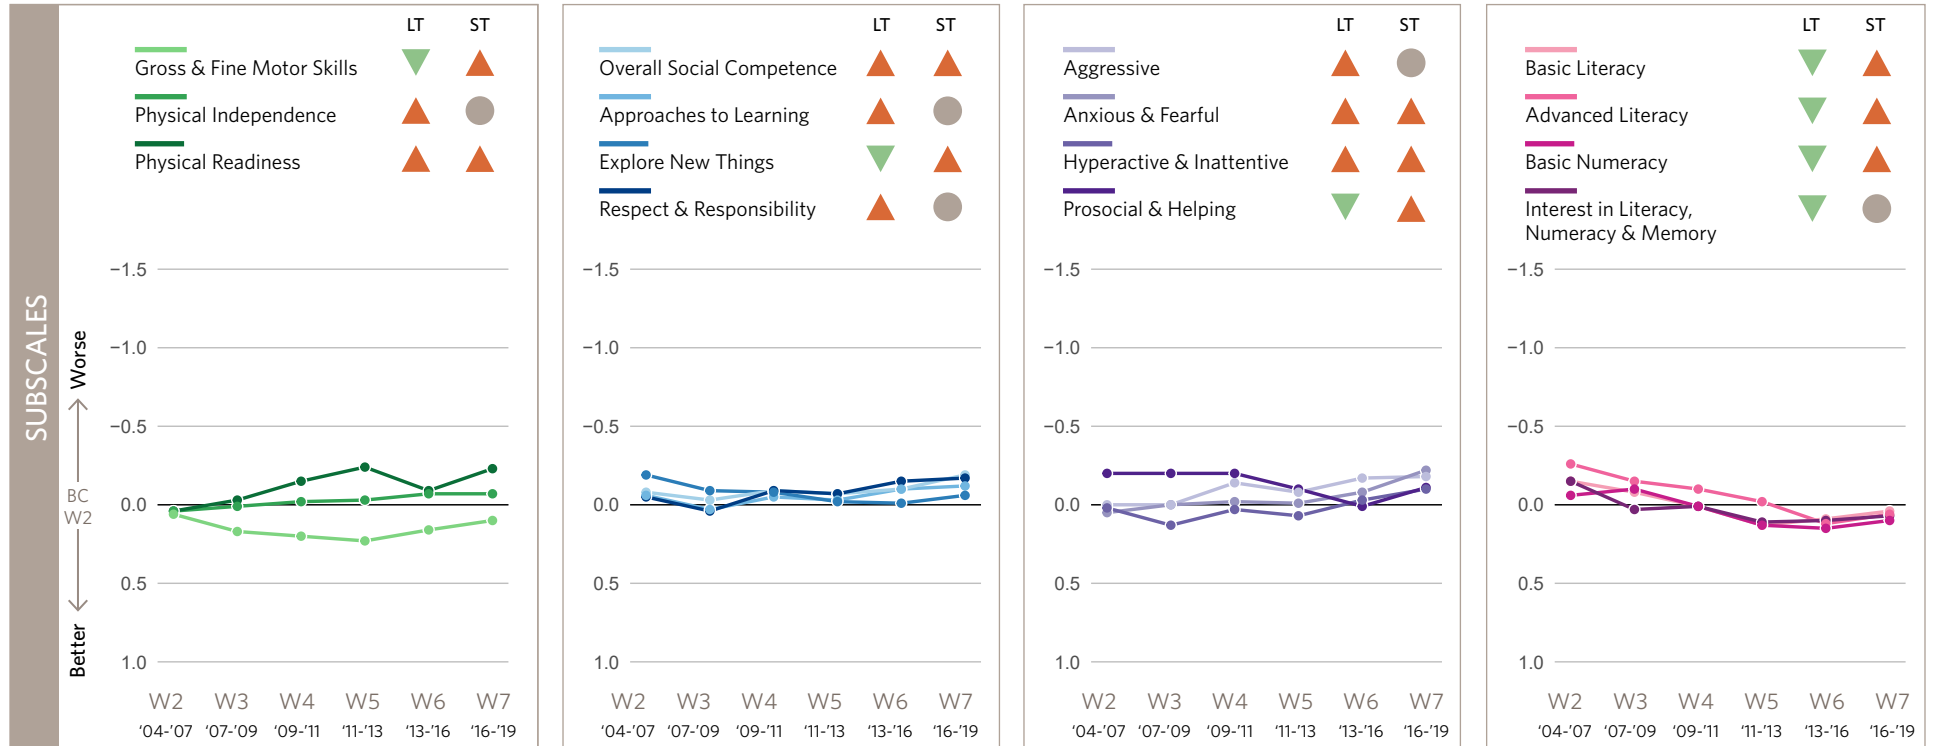 SUBSCALES
Worse
BC
W2
Better
LT ST
Gross & Fine Motor Skills
Physical Independence
Physical Readiness
−1.5
−1.0
−0.5
0.0
0.5
1.0
W2 W3 W4 W5 W6 W7
‘04-’07 ‘07-’09 ‘09-’11 ‘11-’13 ‘13-’16 ‘16-’19
LT ST
Overall Social Competence
Approaches to Learning
Explore New Things
Respect & Responsibility
−1.5
−1.0
−0.5
0.0
0.5
1.0
W2 W3 W4 W5 W6 W7
‘04-’07 ‘07-’09 ‘09-’11 ‘11-’13 ‘13-’16 ‘16-’19
LT ST
Aggressive
Anxious & Fearful
Hyperactive & Inattentive
Prosocial & Helping
−1.5
−1.0
−0.5
0.0
0.5
1.0
W2 W3 W4 W5 W6 W7
‘04-’07 ‘07-’09 ‘09-’11 ‘11-’13 ‘13-’16 ‘16-’19
LT ST
Basic Literacy
Advanced Literacy
Basic Numeracy
Interest in Literacy,
Numeracy & Memory
−1.5
−1.0
−0.5
0.0
0.5
1.0
W2 W3 W4 W5 W6 W7
‘04-’07 ‘07-’09 ‘09-’11 ‘11-’13 ‘13-’16 ‘16-’19